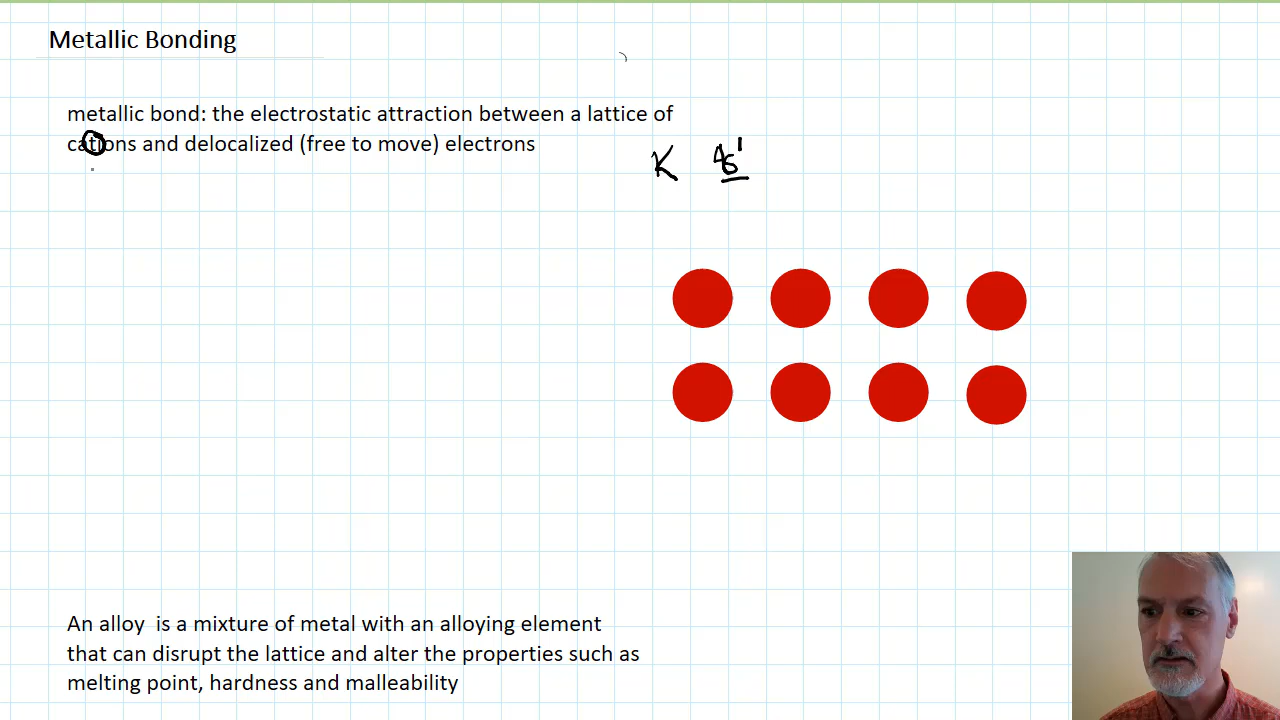 Metallic Bonding
metallic bond: the electrostatic attraction between a lattice of
cations and delocalized (free to move) electrons
K 4s¹
An alloy is a mixture of metal with an alloying element
that can disrupt the lattice and alter the properties such as
melting point, hardness and malleability